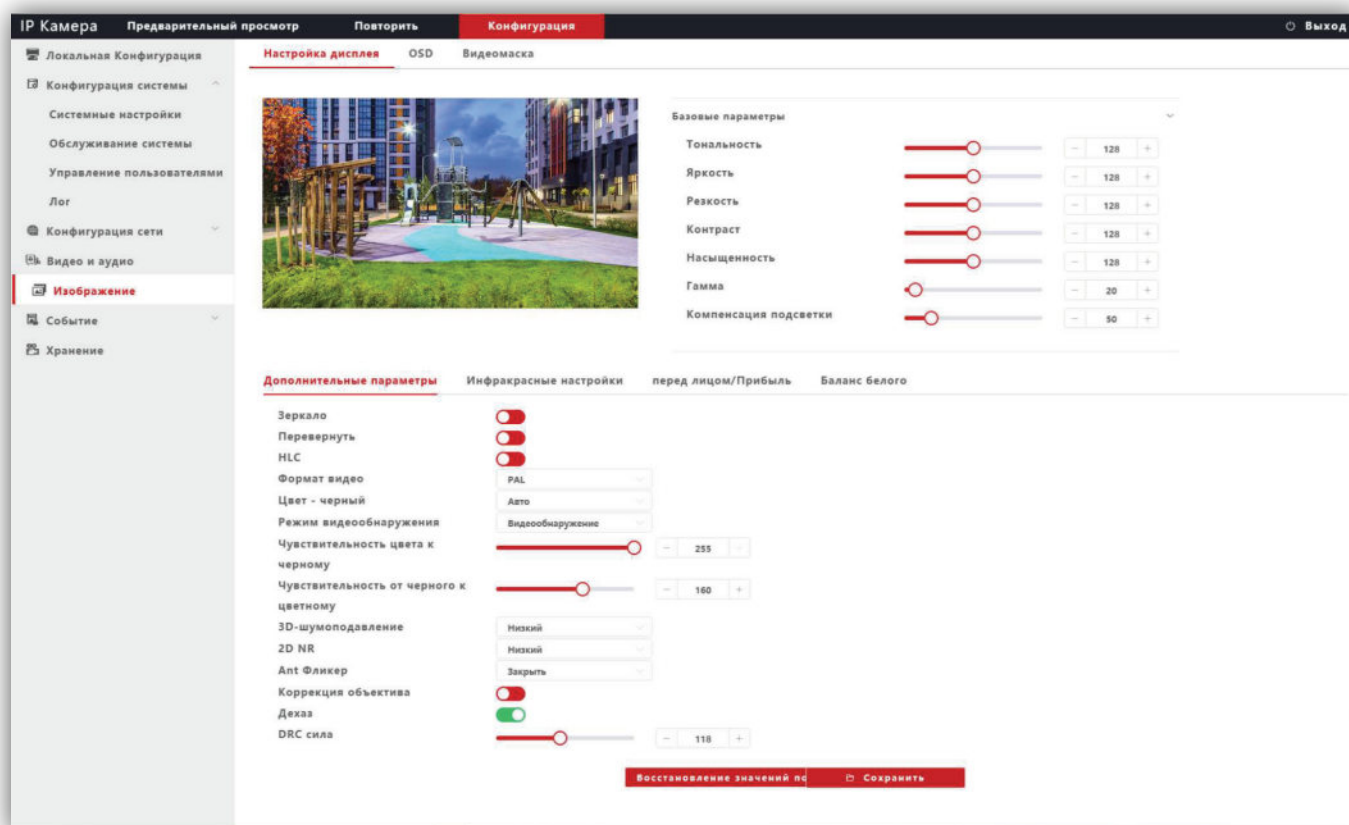 IP Камера Предварительный просмотр Повторить Конфигурация Выход
Локальная Конфигурация
Конфигурация системы
Системные настройки
Обслуживание системы
Управление пользователями
Лог
Конфигурация сети
Видео и аудио
Изображение
Событие
Хранение
Настройка дисплея OSD Видеомаска
Базовые параметры
Тональность 128
Яркость 128
Резкость 128
Контраст 128
Насыщенность 128
Гамма 20
Компенсация подсветки 50
Дополнительные параметры Инфракрасные настройки перед лицом/Прибыль Баланс белого
Зеркало
Перевернуть
HLC
Формат видео PAL
Цвет - черный Авто
Режим видеообнаружения Видеообнаружение
Чувствительность цвета к 255
черному
Чувствительность от черного к 160
цветному
3D-шумоподавление Низкий
2D NR Низкий
Ant Фликер Закрыть
Коррекция объектива
Дехаз
DRC сила 118
Восстановление значений по Сохранить